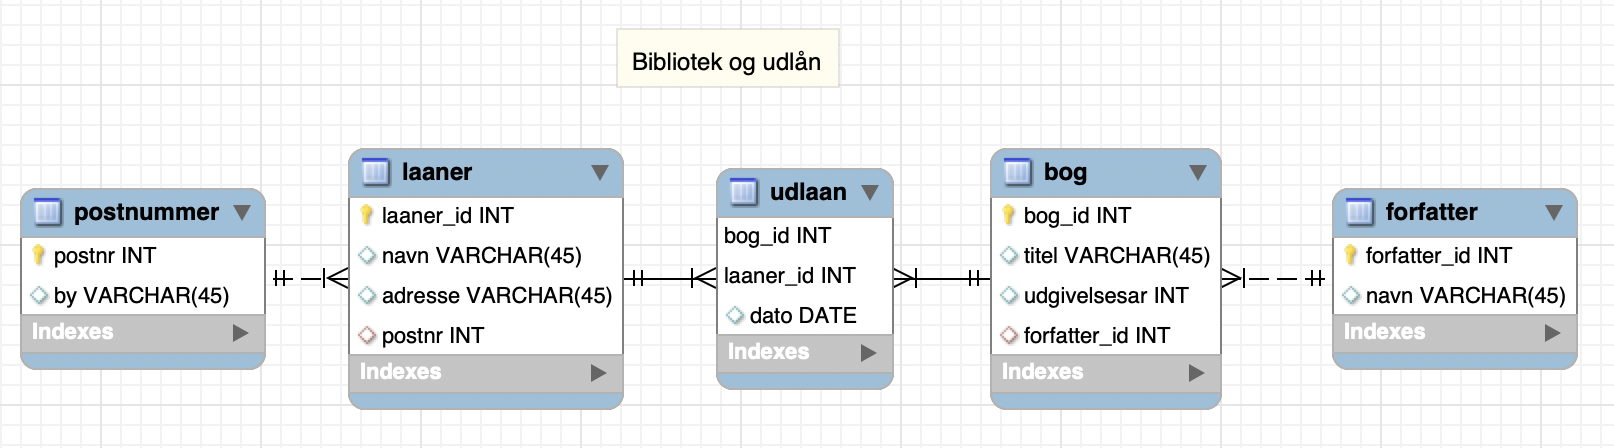 Bibliotek og udlån
postnummer
postnr INT
by VARCHAR(45)
Indexes
laaner
laaner_id INT
navn VARCHAR(45)
adresse VARCHAR(45)
postnr INT
Indexes
udlaan
bog_id INT
laaner_id INT
dato DATE
Indexes
bog
bog_id INT
titel VARCHAR(45)
udgivelsesar INT
forfatter_id INT
Indexes
forfatter
forfatter_id INT
navn VARCHAR(45)
Indexes